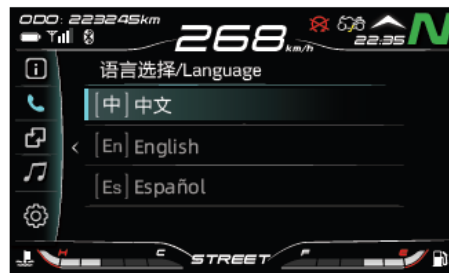 ODO: 223245km
268 km/h
22:35
N
语言选择/Language
[中] 中文
[En] English
[Es] Español
H
C
STREET
F